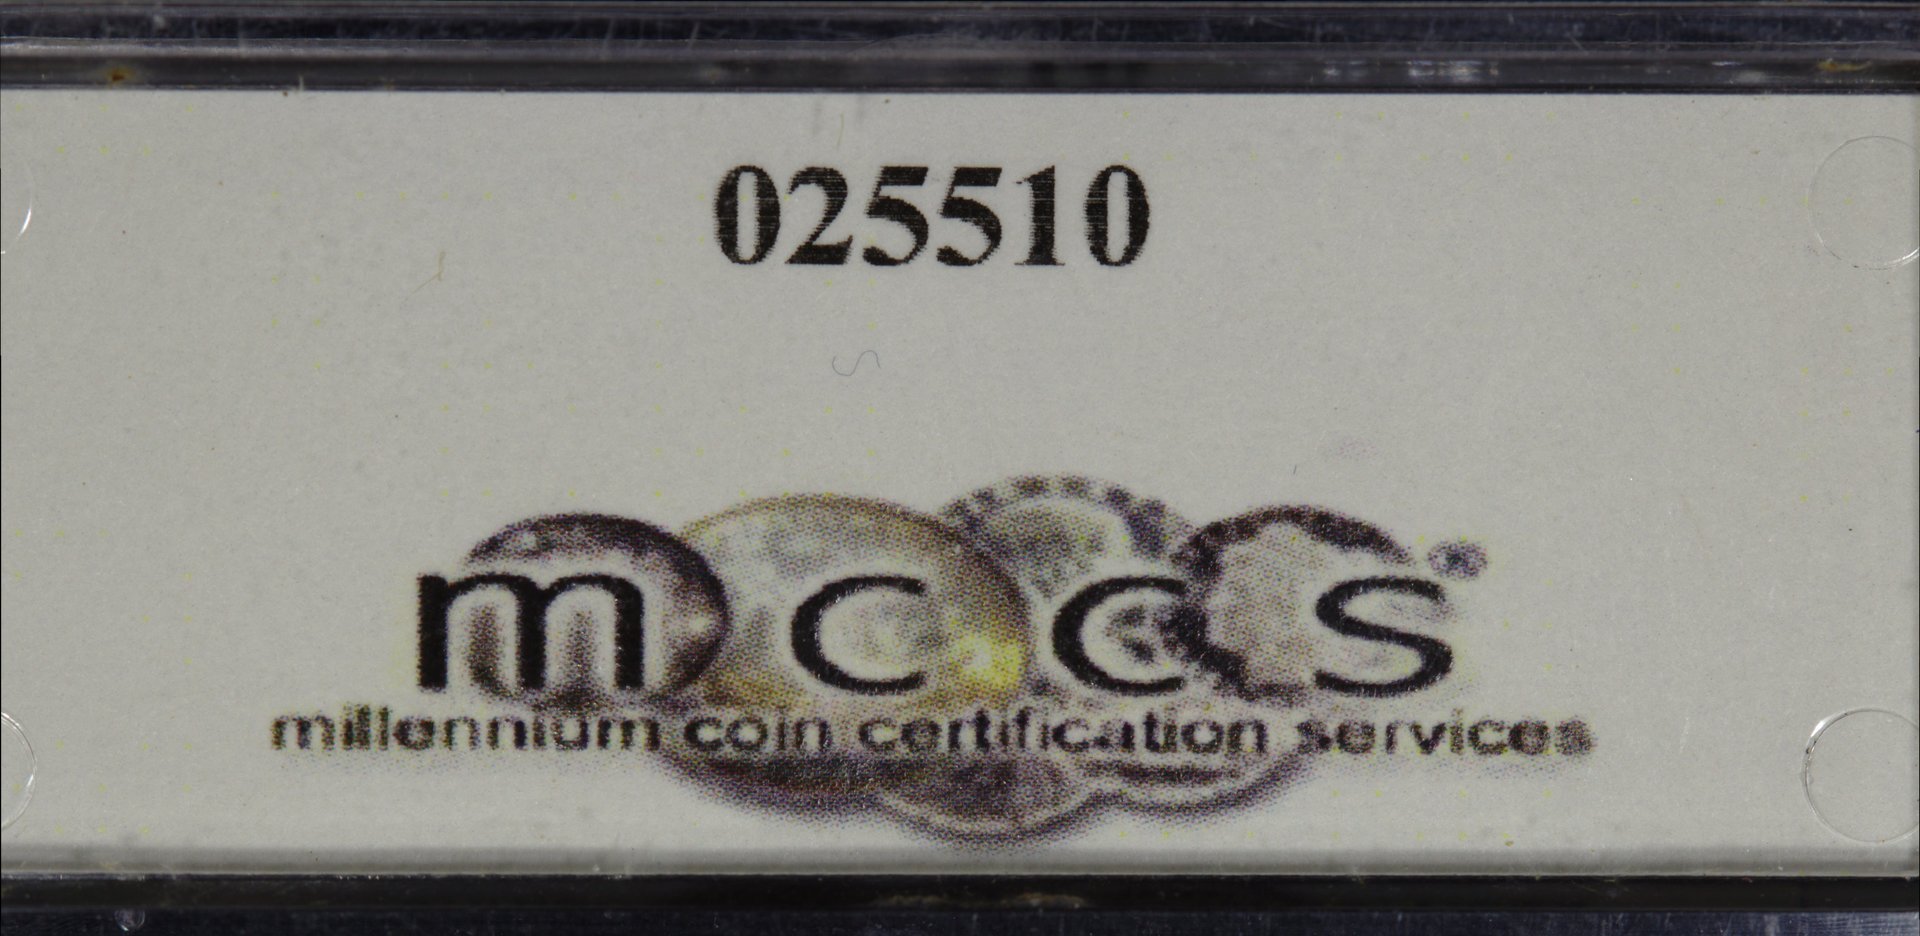 025510
mccs®
millennium coin certification services